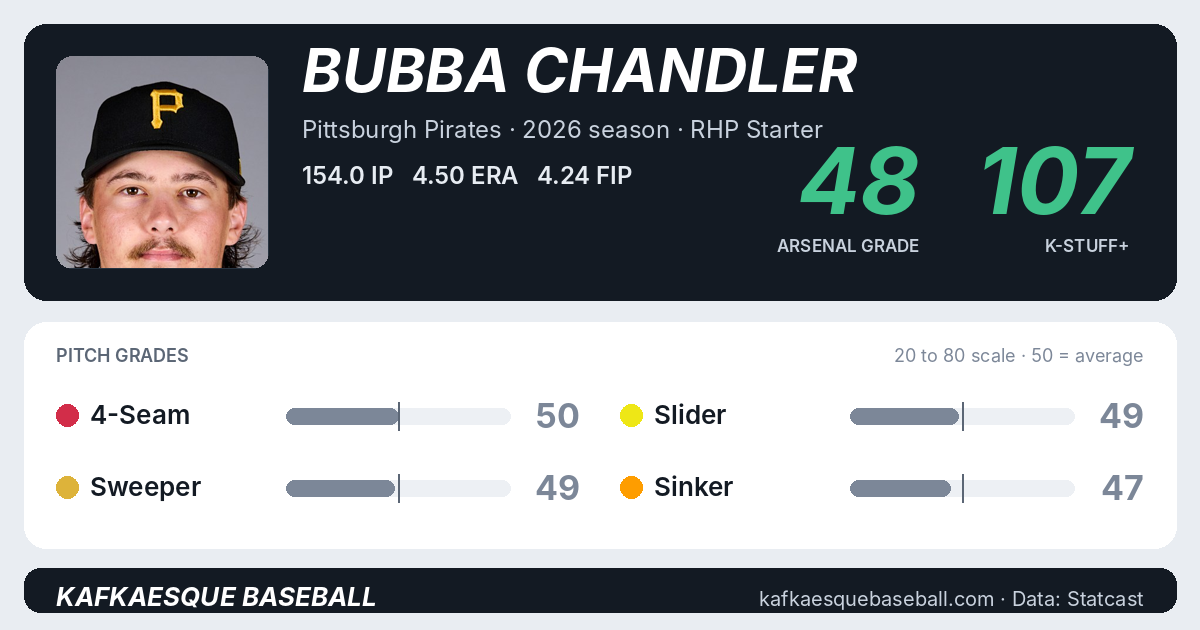 BUBBA CHANDLER
Pittsburgh Pirates · 2026 season · RHP Starter
154.0 IP 4.50 ERA 4.24 FIP
P
48 107
ARSENAL GRADE K-STUFF+
PITCH GRADES 20 to 80 scale · 50 = average
4-Seam 50 Slider 49
Sweeper 49 Sinker 47
KAFKAESQUE BASEBALL kafkaesquebaseball.com · Data: Statcast